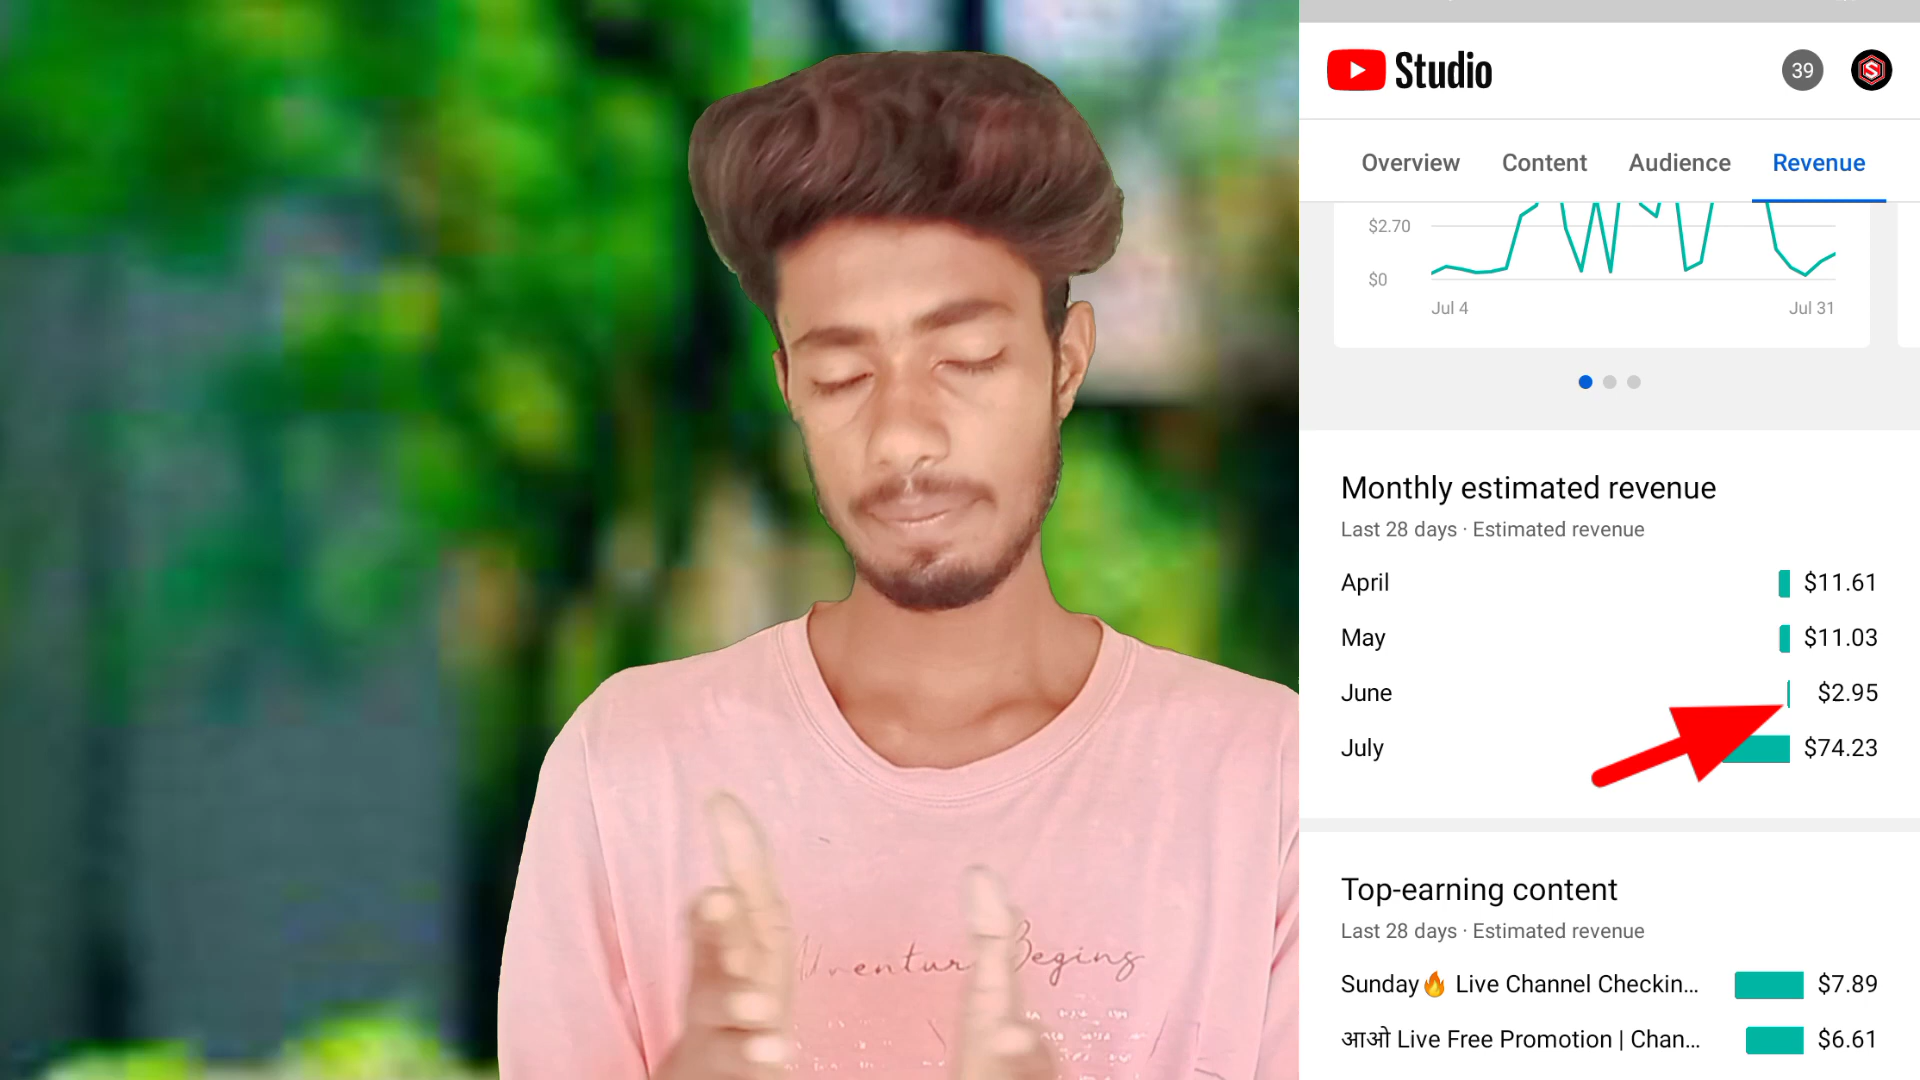 Studio
39
Overview Content Audience Revenue
$2.70
$0
Jul 4 Jul 31
Monthly estimated revenue
Last 28 days · Estimated revenue
April $11.61
May $11.03
June $2.95
July $74.23
Top-earning content
Last 28 days · Estimated revenue
Sunday🔥 Live Channel Checkin... $7.89
आओ Live Free Promotion | Chan... $6.61
Begins